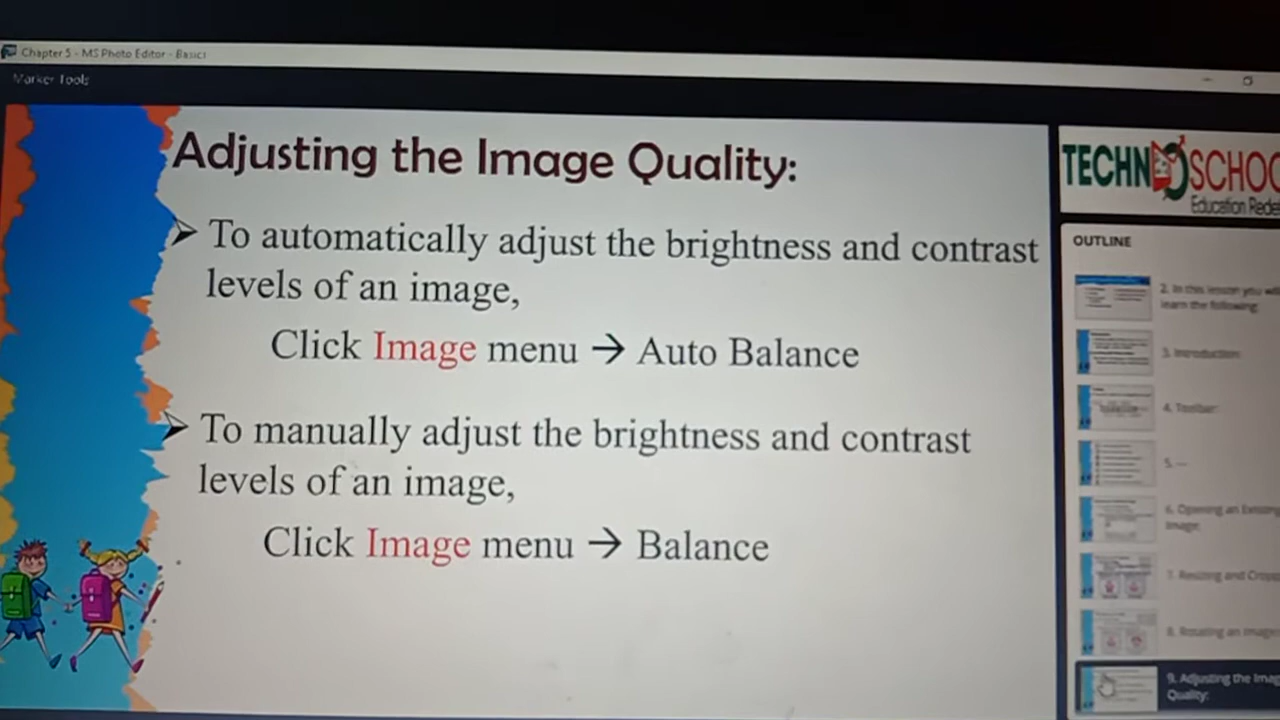 Chapter 5 - MS Photo Editor - Basics
Marker Tools
Adjusting the Image Quality:
➢ To automatically adjust the brightness and contrast
levels of an image,
Click Image menu → Auto Balance
➢ To manually adjust the brightness and contrast
levels of an image,
Click Image menu → Balance
TECHN SCHOO
Education Rede
OUTLINE
2. In this lesson you will
learn the following:
3. Introduction
4. Toolbar:
5. --
6. Opening an Existing
Image:
7. Resizing and Cropp
8. Rotating an Image
9. Adjusting the Imag
Quality: